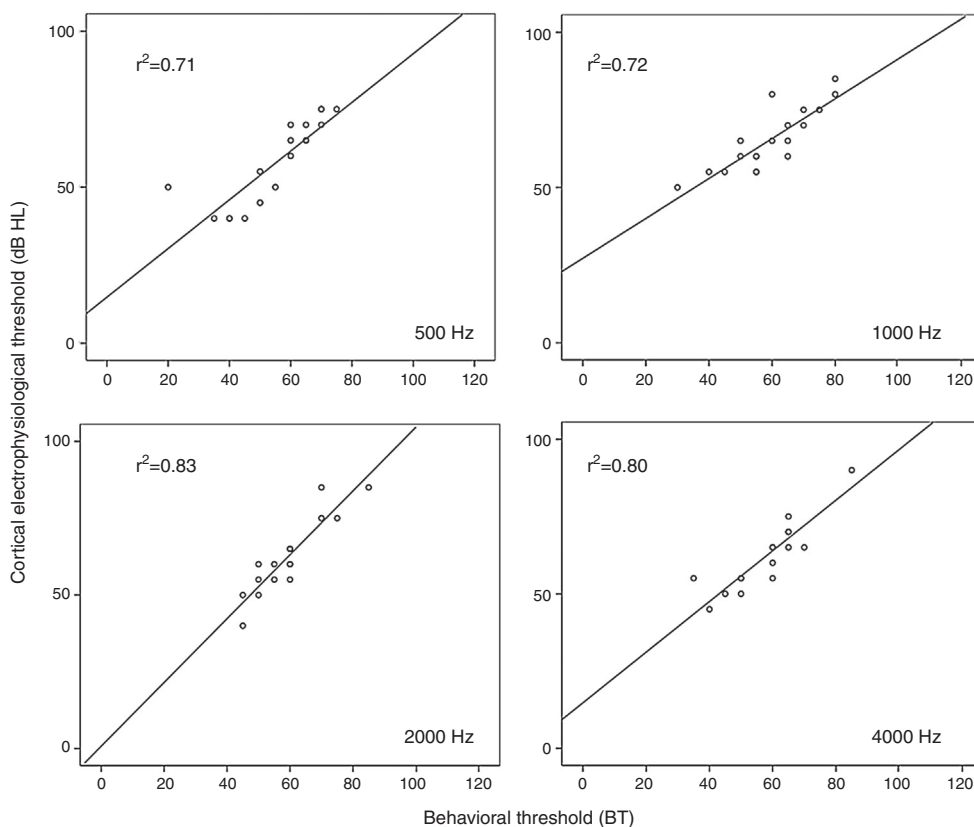 Cortical electrophysiological threshold (dB HL)
100
50
0
r²=0.71
500 Hz
0 20 40 60 80 100 120
100
50
0
r²=0.72
1000 Hz
0 20 40 60 80 100 120
100
50
0
r²=0.83
2000 Hz
0 20 40 60 80 100 120
100
50
0
r²=0.80
4000 Hz
0 20 40 60 80 100 120
Behavioral threshold (BT)